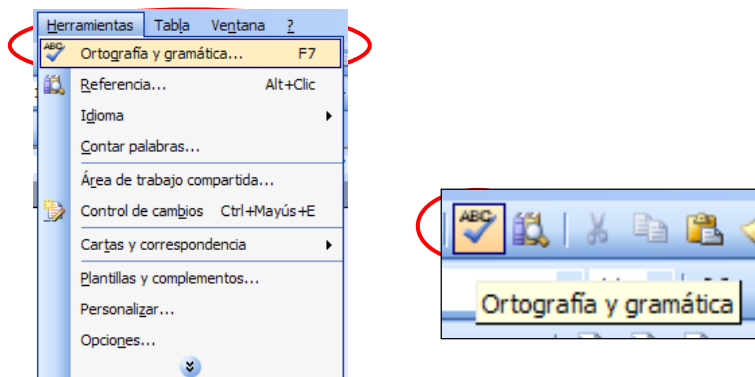 Herramientas Tabla Ventana ?
ABC Ortografía y gramática... F7
Referencia... Alt+Clic
Idioma
Contar palabras...
Área de trabajo compartida...
Control de cambios Ctrl+Mayús+E
Cartas y correspondencia
Plantillas y complementos...
Personalizar...
Opciones...
ABC
Ortografía y gramática